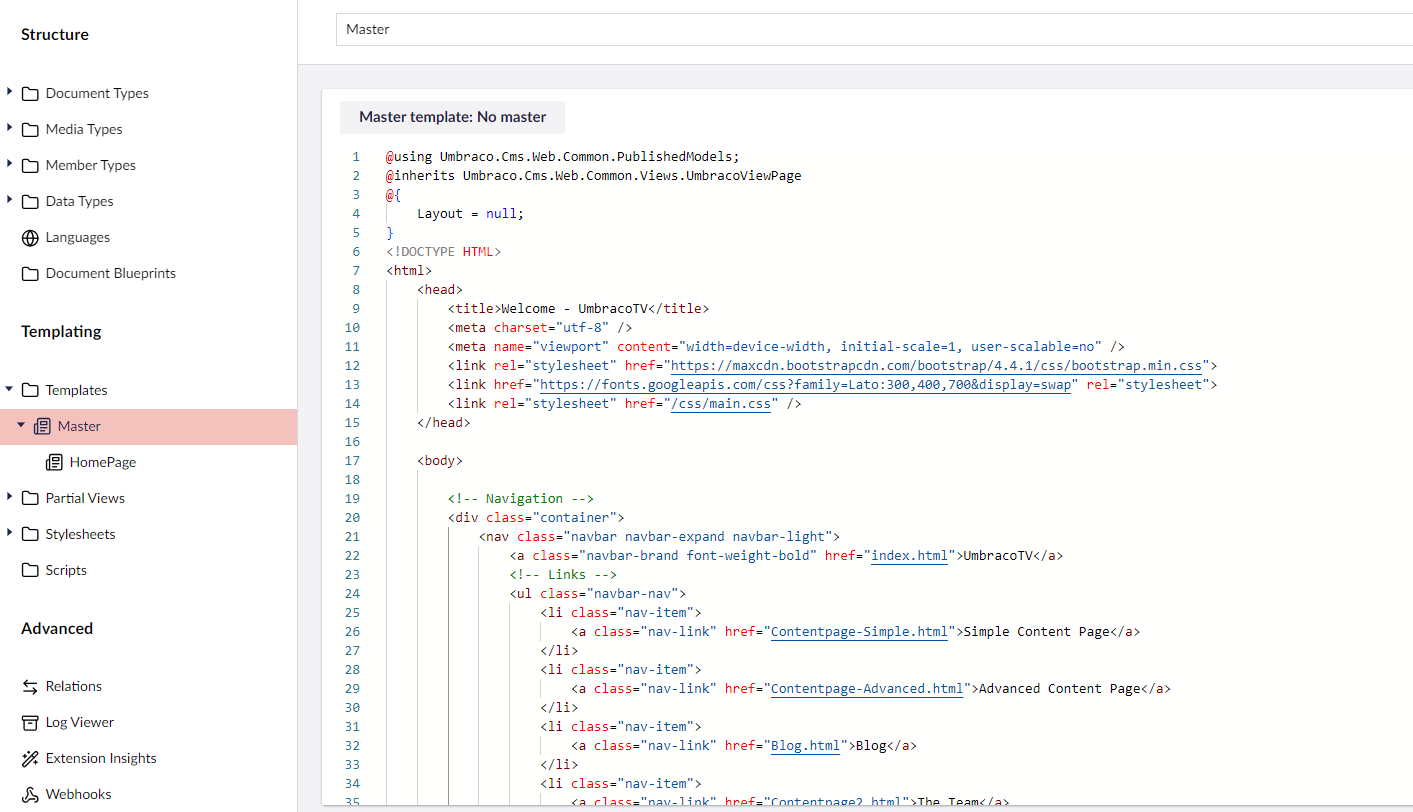 Structure
Document Types
Media Types
Member Types
Data Types
Languages
Document Blueprints
Templating
Templates
Master
HomePage
Partial Views
Stylesheets
Scripts
Advanced
Relations
Log Viewer
Extension Insights
Webhooks
Master
Master template: No master
1 @using Umbraco.Cms.Web.Common.PublishedModels;
2 @inherits Umbraco.Cms.Web.Common.Views.UmbracoViewPage
3 @{
4 Layout = null;
5 }
6 <!DOCTYPE HTML>
7 <html>
8 <head>
9 <title>Welcome - UmbracoTV</title>
10 <meta charset="utf-8" />
11 <meta name="viewport" content="width=device-width, initial-scale=1, user-scalable=no" />
12 <link rel="stylesheet" href="https://maxcdn.bootstrapcdn.com/bootstrap/4.4.1/css/bootstrap.min.css">
13 <link href="https://fonts.googleapis.com/css?family=Lato:300,400,700&display=swap" rel="stylesheet">
14 <link rel="stylesheet" href="/css/main.css" />
15 </head>
16
17 <body>
18
19 <!-- Navigation -->
20 <div class="container">
21 <nav class="navbar navbar-expand navbar-light">
22 <a class="navbar-brand font-weight-bold" href="index.html">UmbracoTV</a>
23 <!-- Links -->
24 <ul class="navbar-nav">
25 <li class="nav-item">
26 <a class="nav-link" href="Contentpage-Simple.html">Simple Content Page</a>
27 </li>
28 <li class="nav-item">
29 <a class="nav-link" href="Contentpage-Advanced.html">Advanced Content Page</a>
30 </li>
31 <li class="nav-item">
32 <a class="nav-link" href="Blog.html">Blog</a>
33 </li>
34 <li class="nav-item">
35 <a class="nav-link" href="Contentpage2.html">The Team</a>